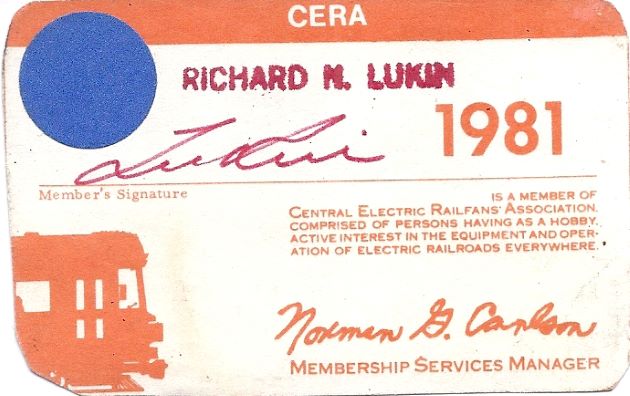 CERA
RICHARD N. LUKIN
1981
Lukin
Member's Signature
IS A MEMBER OF
CENTRAL ELECTRIC RAILFANS' ASSOCIATION,
COMPRISED OF PERSONS HAVING AS A HOBBY,
ACTIVE INTEREST IN THE EQUIPMENT AND OPER-
ATION OF ELECTRIC RAILROADS EVERYWHERE.
Norman G. Carlson
MEMBERSHIP SERVICES MANAGER